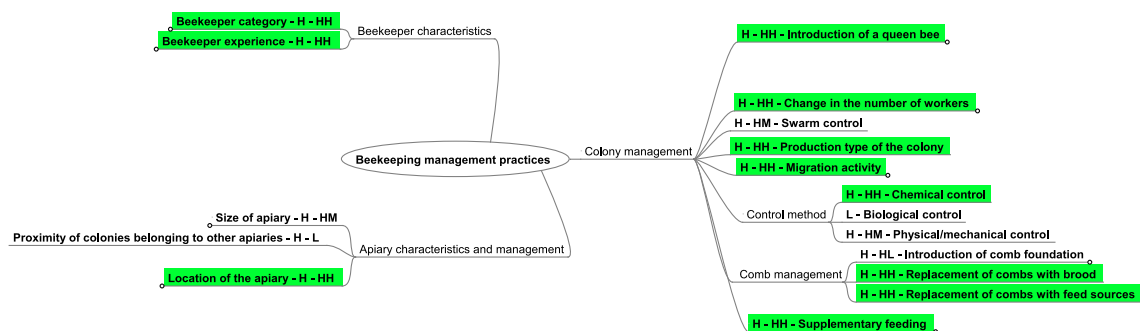 Beekeeper category - H - HH
Beekeeper experience - H - HH
Beekeeper characteristics
Beekeeping management practices
Size of apiary - H - HM
Proximity of colonies belonging to other apiaries - H - L
Location of the apiary - H - HH
Apiary characteristics and management
Colony management
H - HH - Introduction of a queen bee
H - HH - Change in the number of workers
H - HM - Swarm control
H - HH - Production type of the colony
H - HH - Migration activity
Control method
H - HH - Chemical control
L - Biological control
H - HM - Physical/mechanical control
Comb management
H - HL - Introduction of comb foundation
H - HH - Replacement of combs with brood
H - HH - Replacement of combs with feed sources
H - HH - Supplementary feeding